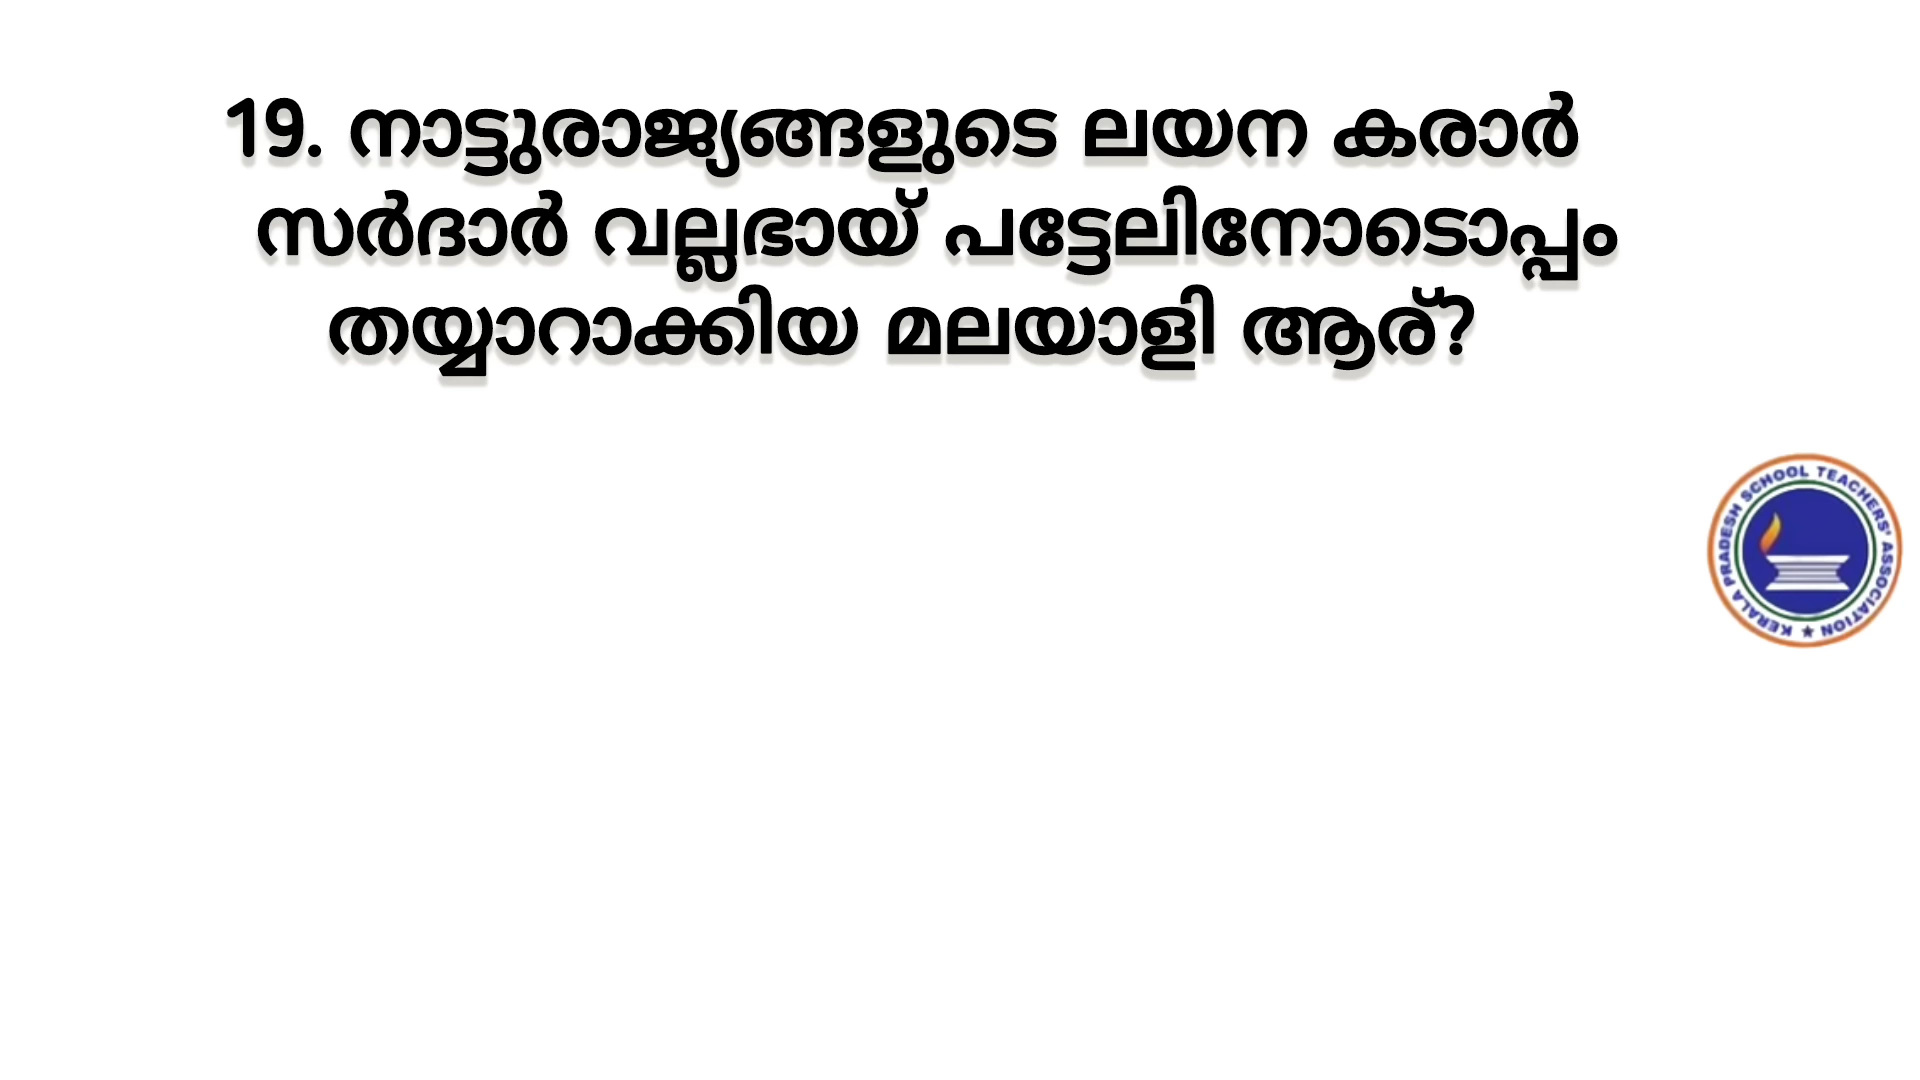 19. നാട്ടുരാജ്യങ്ങളുടെ ലയന കരാർ
സർദാർ വല്ലഭായ് പട്ടേലിനോടൊപ്പം
തയ്യാറാക്കിയ മലയാളി ആര്?
KERALA PRADESH SCHOOL TEACHERS' ASSOCIATION